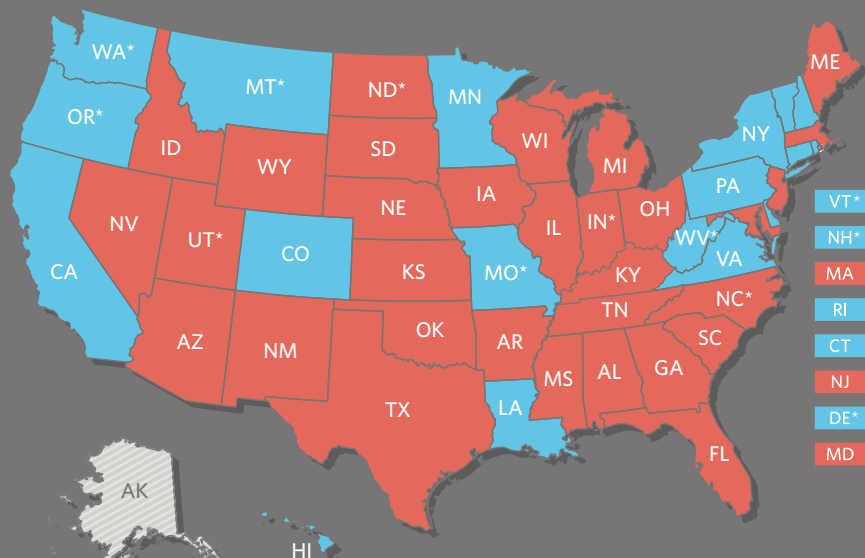 WA*
MT*
ND*
MN
ME
OR*
ID
WY
SD
WI
MI
NY
NV
UT*
CO
NE
IA
IL
IN*
OH
PA
CA
KS
MO*
KY
WV*
VA
AZ
NM
OK
AR
TN
NC*
SC
TX
LA
MS
AL
GA
FL
AK
HI
VT*
NH*
MA
RI
CT
NJ
DE*
MD